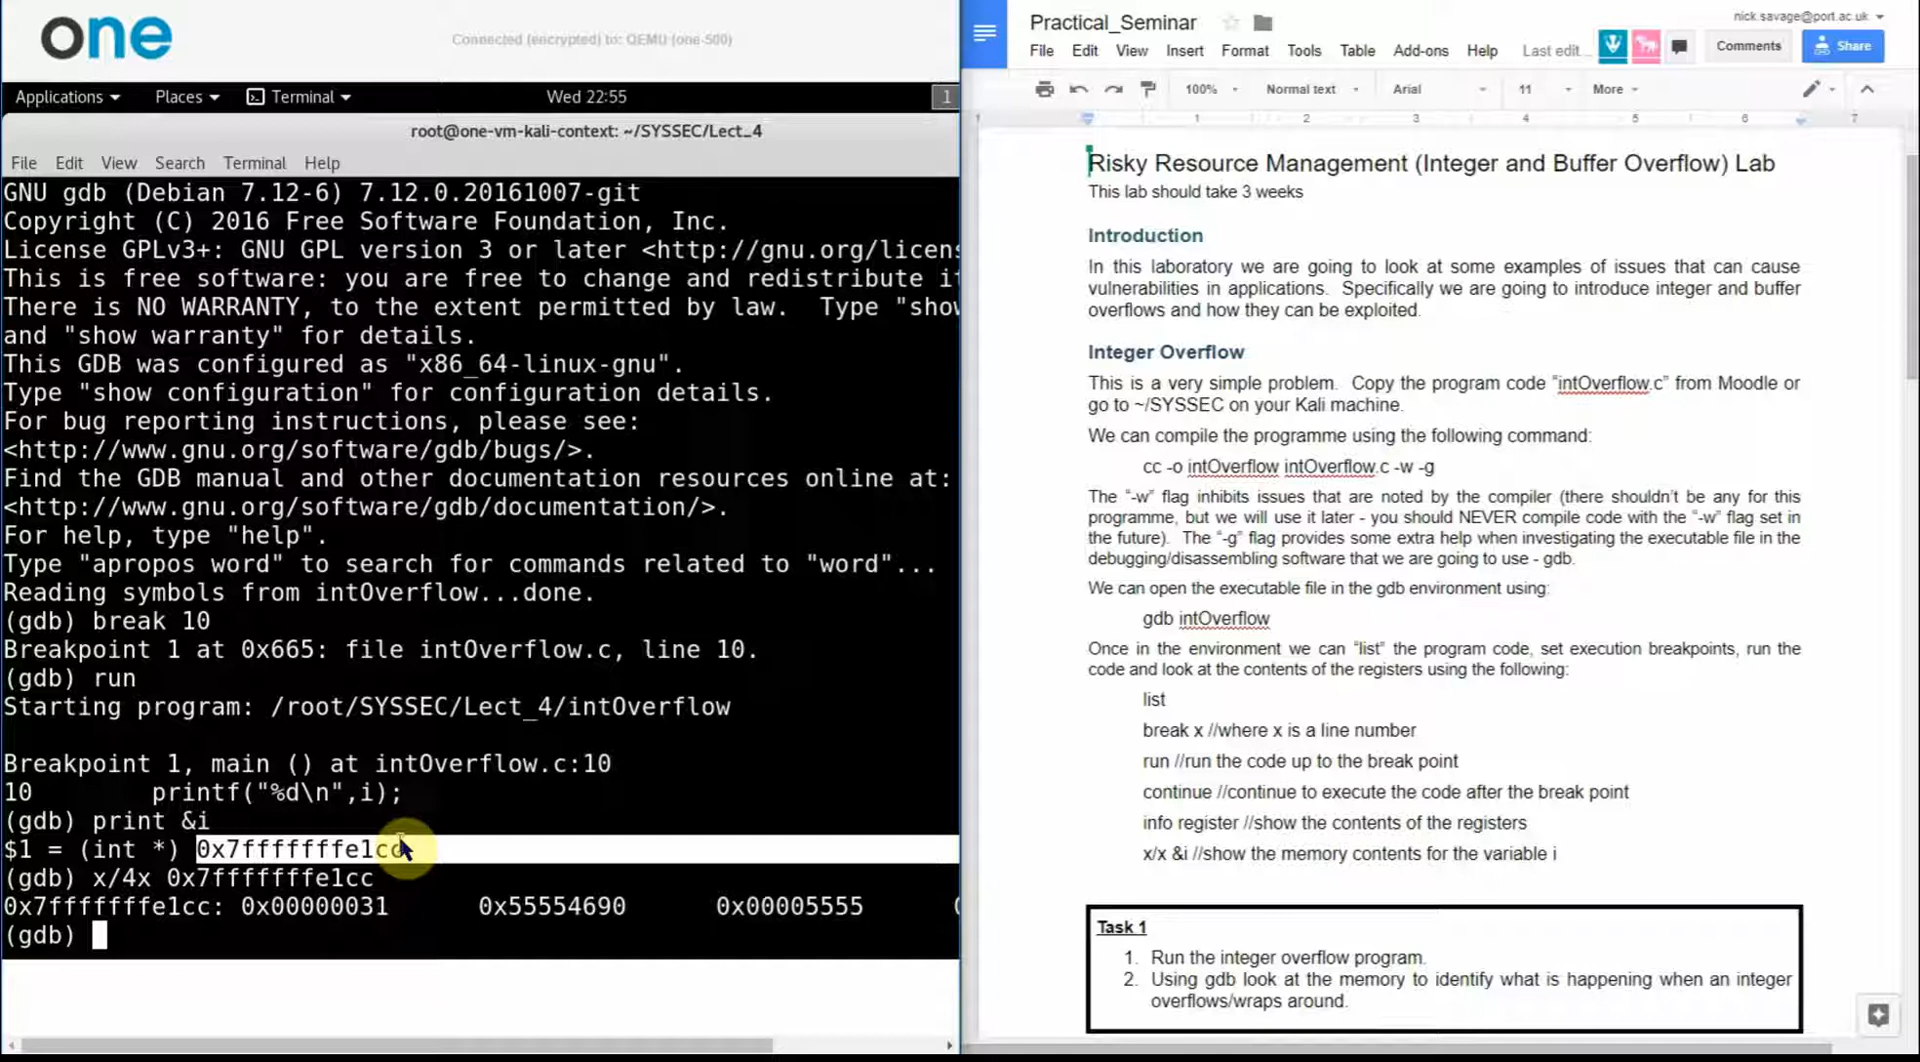 one
Connected (encrypted) to: QEMU (one-500)
Applications Places Terminal Wed 22:55 1
root@one-vm-kali-context: ~/SYSSEC/Lect_4
File Edit View Search Terminal Help
GNU gdb (Debian 7.12-6) 7.12.0.20161007-git
Copyright (C) 2016 Free Software Foundation, Inc.
License GPLv3+: GNU GPL version 3 or later <http://gnu.org/licens
This is free software: you are free to change and redistribute it
There is NO WARRANTY, to the extent permitted by law.  Type "show
and "show warranty" for details.
This GDB was configured as "x86_64-linux-gnu".
Type "show configuration" for configuration details.
For bug reporting instructions, please see:
<http://www.gnu.org/software/gdb/bugs/>.
Find the GDB manual and other documentation resources online at:
<http://www.gnu.org/software/gdb/documentation/>.
For help, type "help".
Type "apropos word" to search for commands related to "word"...
Reading symbols from intOverflow...done.
(gdb) break 10
Breakpoint 1 at 0x665: file intOverflow.c, line 10.
(gdb) run
Starting program: /root/SYSSEC/Lect_4/intOverflow
Breakpoint 1, main () at intOverflow.c:10
10 printf("%d\n",i);
(gdb) print &i
$1 = (int *) 0x7fffffffe1cc
(gdb) x/4x 0x7fffffffe1cc
0x7fffffffe1cc: 0x00000031 0x55554690 0x00005555
(gdb)
Practical_Seminar
nick.savage@port.ac.uk
File Edit View Insert Format Tools Table Add-ons Help Last edit... Comments Share
100% Normal text Arial 11 More
1 1 2 3 4 5 6 7
Risky Resource Management (Integer and Buffer Overflow) Lab
This lab should take 3 weeks
Introduction
In this laboratory we are going to look at some examples of issues that can cause
vulnerabilities in applications. Specifically we are going to introduce integer and buffer
overflows and how they can be exploited.
Integer Overflow
This is a very simple problem. Copy the program code "intOverflow.c" from Moodle or
go to ~/SYSSEC on your Kali machine.
We can compile the programme using the following command:
cc -o intOverflow intOverflow.c -w -g
The "-w" flag inhibits issues that are noted by the compiler (there shouldn't be any for this
programme, but we will use it later - you should NEVER compile code with the "-w" flag set in
the future). The "-g" flag provides some extra help when investigating the executable file in the
debugging/disassembling software that we are going to use - gdb.
We can open the executable file in the gdb environment using:
gdb intOverflow
Once in the environment we can "list" the program code, set execution breakpoints, run the
code and look at the contents of the registers using the following:
list
break x //where x is a line number
run //run the code up to the break point
continue //continue to execute the code after the break point
info register //show the contents of the registers
x/x &i //show the memory contents for the variable i
Task 1
1. Run the integer overflow program.
2. Using gdb look at the memory to identify what is happening when an integer
overflows/wraps around.